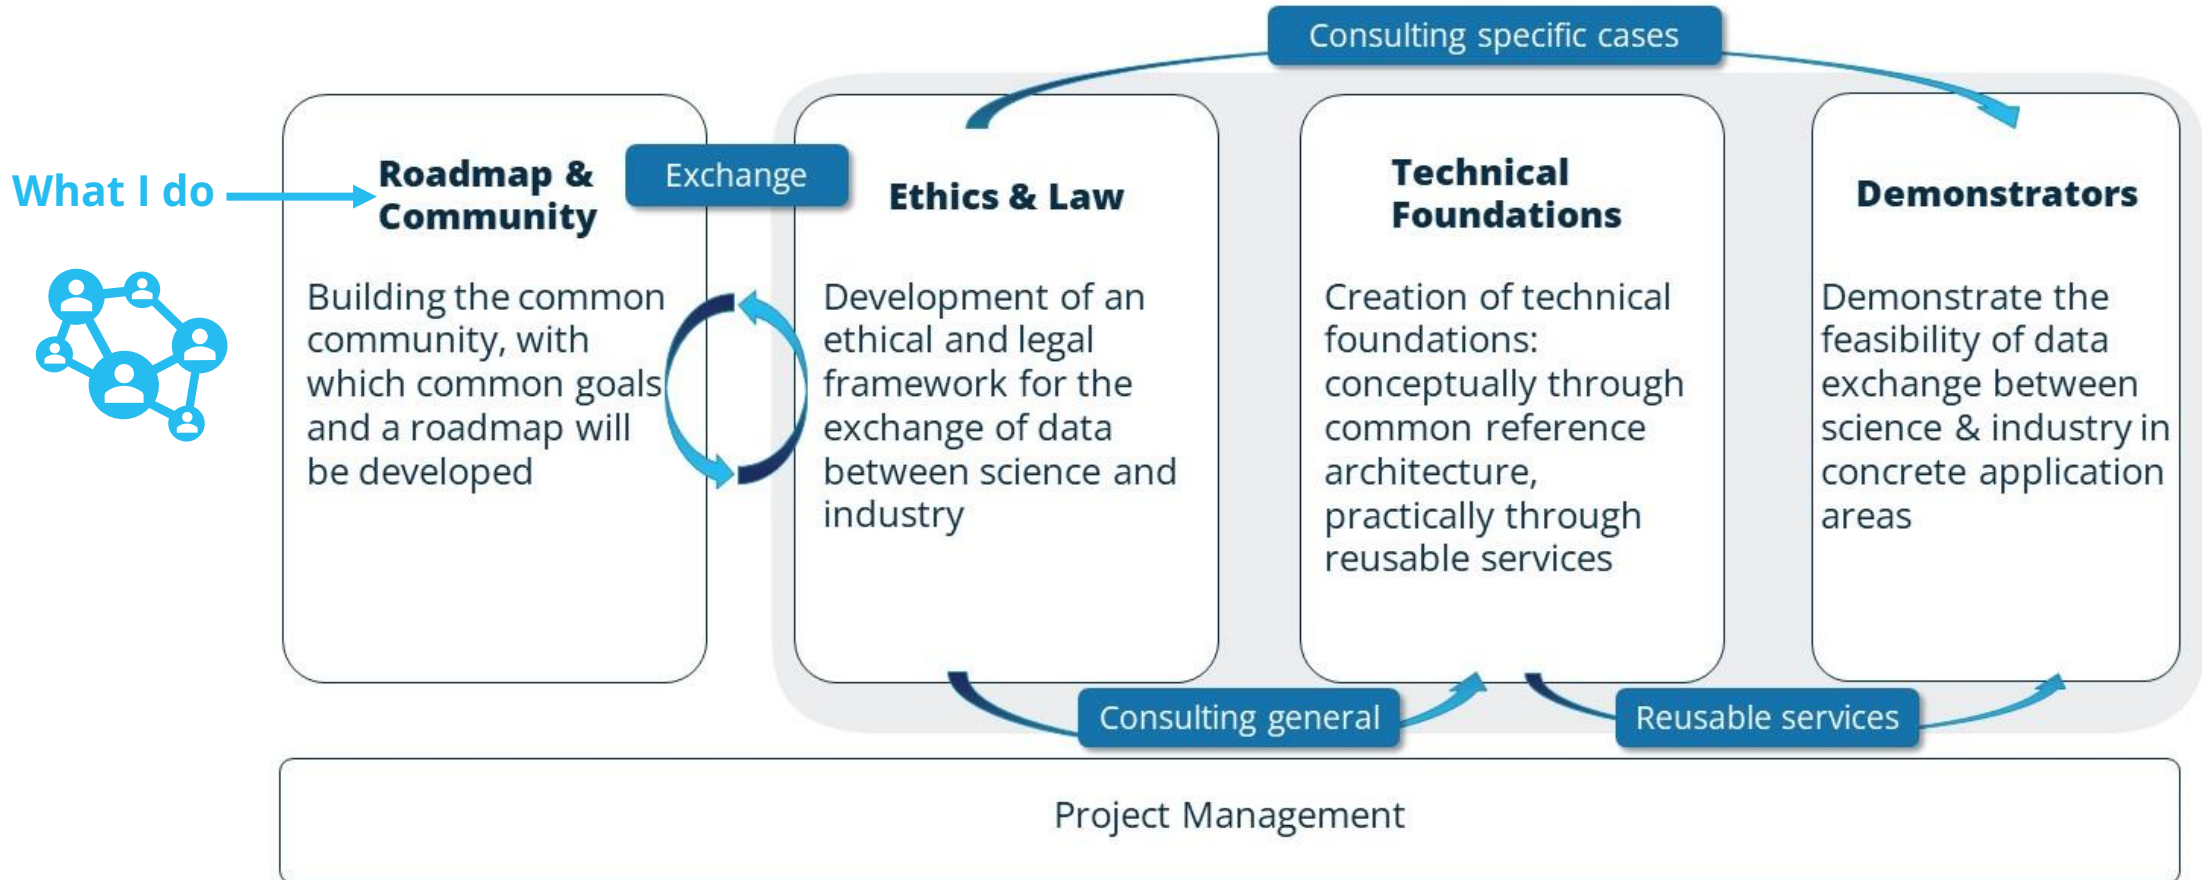 Consulting specific cases
What I do
Roadmap &
Community
Exchange
Building the common
community, with
which common goals
and a roadmap will
be developed
Ethics & Law
Development of an
ethical and legal
framework for the
exchange of data
between science and
industry
Technical
Foundations
Creation of technical
foundations:
conceptually through
common reference
architecture,
practically through
reusable services
Demonstrators
Demonstrate the
feasibility of data
exchange between
science & industry in
concrete application
areas
Consulting general
Reusable services
Project Management